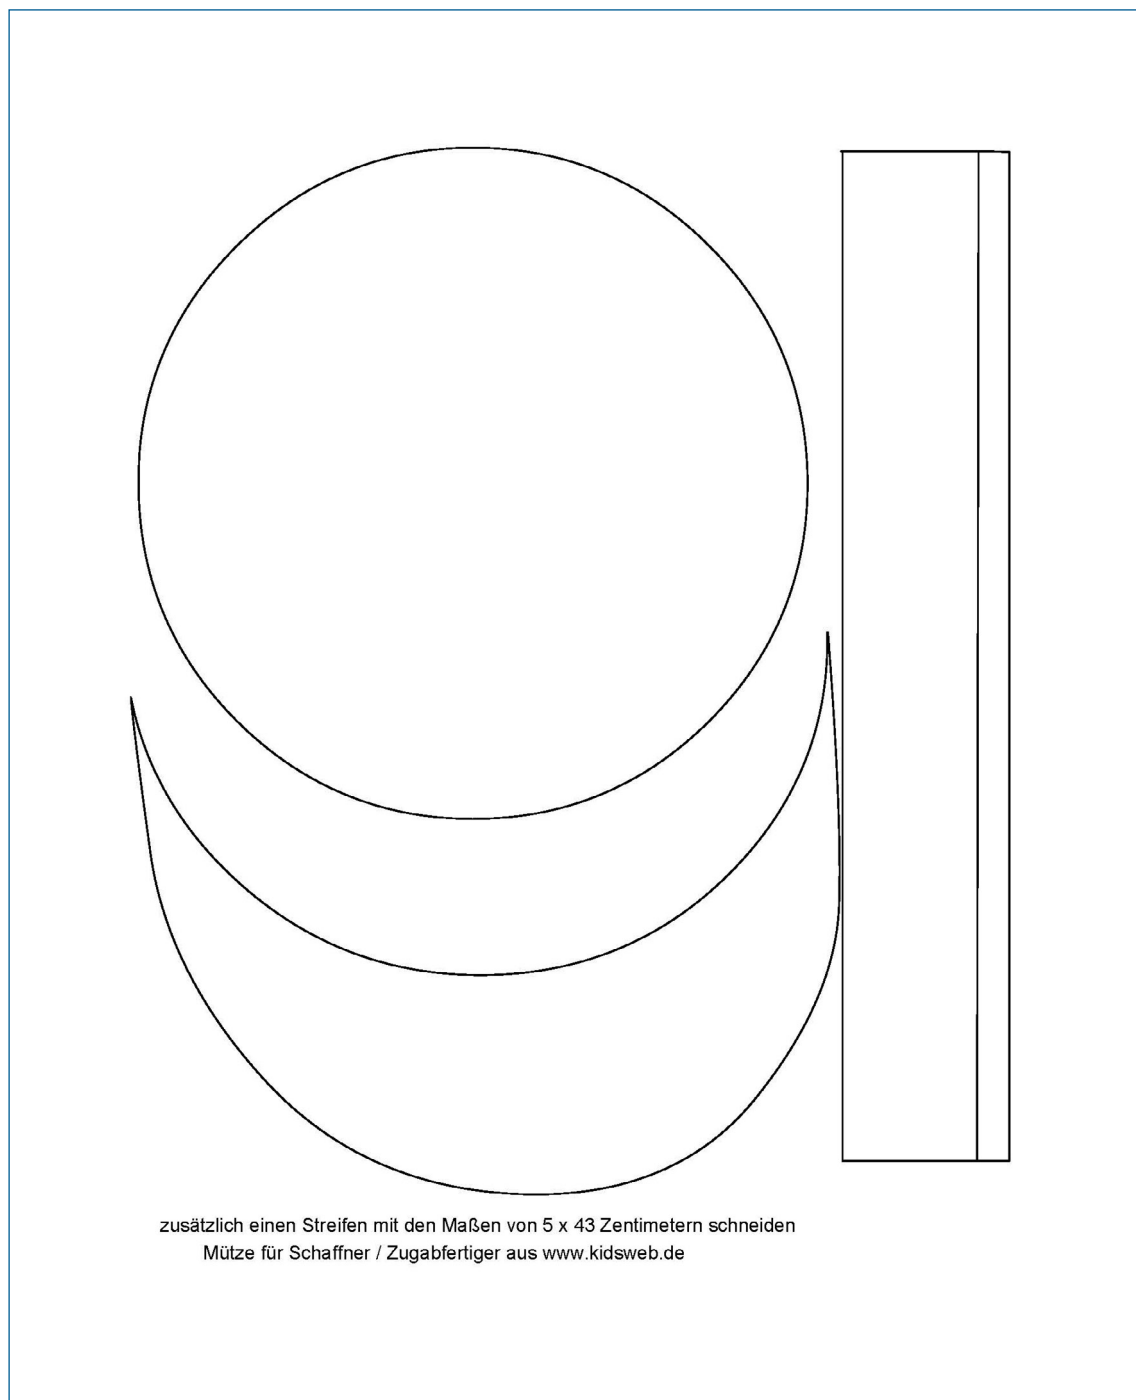 zusätzlich einen Streifen mit den Maßen von 5 x 43 Zentimetern schneiden
Mütze für Schaffner / Zugabfertiger aus www.kidsweb.de